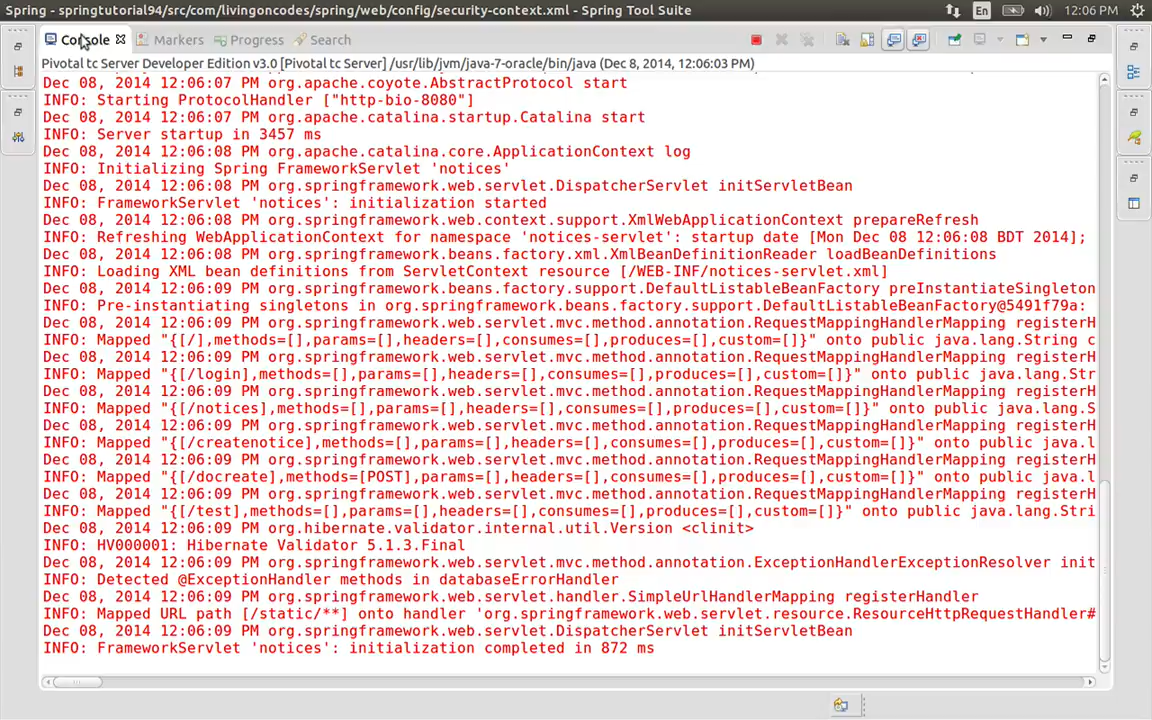 Spring - springtutorial94/src/com/livingoncodes/spring/web/config/security-context.xml - Spring Tool Suite
En
12:06 PM
Console
Markers
Progress
Search
Pivotal tc Server Developer Edition v3.0 [Pivotal tc Server] /usr/lib/jvm/java-7-oracle/bin/java (Dec 8, 2014, 12:06:03 PM)
Dec 08, 2014 12:06:07 PM org.apache.coyote.AbstractProtocol start
INFO: Starting ProtocolHandler ["http-bio-8080"]
Dec 08, 2014 12:06:07 PM org.apache.catalina.startup.Catalina start
INFO: Server startup in 3457 ms
Dec 08, 2014 12:06:08 PM org.apache.catalina.core.ApplicationContext log
INFO: Initializing Spring FrameworkServlet 'notices'
Dec 08, 2014 12:06:08 PM org.springframework.web.servlet.DispatcherServlet initServletBean
INFO: FrameworkServlet 'notices': initialization started
Dec 08, 2014 12:06:08 PM org.springframework.web.context.support.XmlWebApplicationContext prepareRefresh
INFO: Refreshing WebApplicationContext for namespace 'notices-servlet': startup date [Mon Dec 08 12:06:08 BDT 2014];
Dec 08, 2014 12:06:08 PM org.springframework.beans.factory.xml.XmlBeanDefinitionReader loadBeanDefinitions
INFO: Loading XML bean definitions from ServletContext resource [/WEB-INF/notices-servlet.xml]
Dec 08, 2014 12:06:09 PM org.springframework.beans.factory.support.DefaultListableBeanFactory preInstantiateSingleton
INFO: Pre-instantiating singletons in org.springframework.beans.factory.support.DefaultListableBeanFactory@5491f79a:
Dec 08, 2014 12:06:09 PM org.springframework.web.servlet.mvc.method.annotation.RequestMappingHandlerMapping registerH
INFO: Mapped "{[/],methods=[],params=[],headers=[],consumes=[],produces=[],custom=[]}" onto public java.lang.String c
Dec 08, 2014 12:06:09 PM org.springframework.web.servlet.mvc.method.annotation.RequestMappingHandlerMapping registerH
INFO: Mapped "{[/login],methods=[],params=[],headers=[],consumes=[],produces=[],custom=[]}" onto public java.lang.Str
Dec 08, 2014 12:06:09 PM org.springframework.web.servlet.mvc.method.annotation.RequestMappingHandlerMapping registerH
INFO: Mapped "{[/notices],methods=[],params=[],headers=[],consumes=[],produces=[],custom=[]}" onto public java.lang.S
Dec 08, 2014 12:06:09 PM org.springframework.web.servlet.mvc.method.annotation.RequestMappingHandlerMapping registerH
INFO: Mapped "{[/createnotice],methods=[],params=[],headers=[],consumes=[],produces=[],custom=[]}" onto public java.l
Dec 08, 2014 12:06:09 PM org.springframework.web.servlet.mvc.method.annotation.RequestMappingHandlerMapping registerH
INFO: Mapped "{[/docreate],methods=[POST],params=[],headers=[],consumes=[],produces=[],custom=[]}" onto public java.l
Dec 08, 2014 12:06:09 PM org.springframework.web.servlet.mvc.method.annotation.RequestMappingHandlerMapping registerH
INFO: Mapped "{[/test],methods=[],params=[],headers=[],consumes=[],produces=[],custom=[]}" onto public java.lang.Stri
Dec 08, 2014 12:06:09 PM org.hibernate.validator.internal.util.Version <clinit>
INFO: HV000001: Hibernate Validator 5.1.3.Final
Dec 08, 2014 12:06:09 PM org.springframework.web.servlet.mvc.method.annotation.ExceptionHandlerExceptionResolver init
INFO: Detected @ExceptionHandler methods in databaseErrorHandler
Dec 08, 2014 12:06:09 PM org.springframework.web.servlet.handler.SimpleUrlHandlerMapping registerHandler
INFO: Mapped URL path [/static/**] onto handler 'org.springframework.web.servlet.resource.ResourceHttpRequestHandler#
Dec 08, 2014 12:06:09 PM org.springframework.web.servlet.DispatcherServlet initServletBean
INFO: FrameworkServlet 'notices': initialization completed in 872 ms